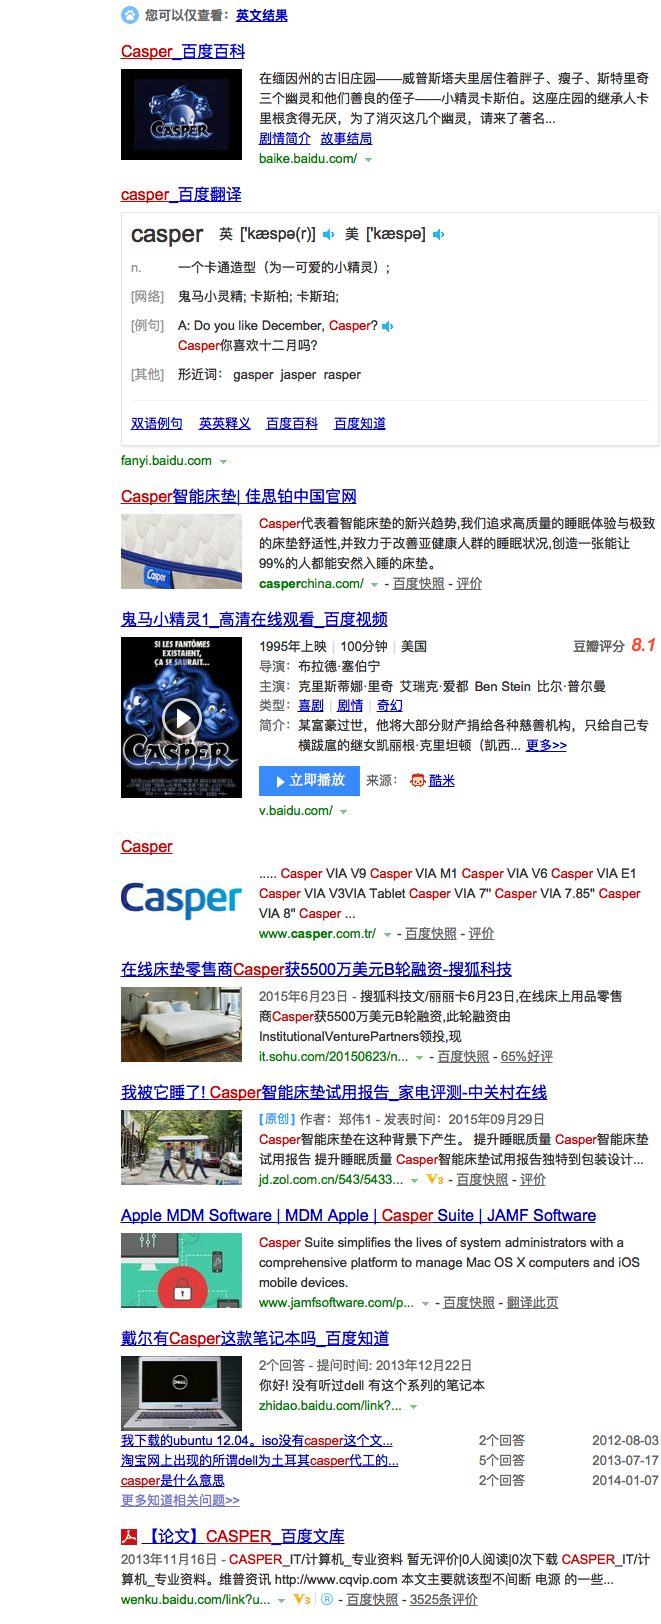 您可以仅查看：英文结果
Casper_百度百科
在缅因州的古旧庄园——威普斯塔夫里居住着胖子、瘦子、斯特里奇
三个幽灵和他们善良的侄子——小精灵卡斯伯。这座庄园的继承人卡
里根贪得无厌，为了消灭这几个幽灵，请来了著名...
剧情简介 故事结局
CASPER
baike.baidu.com/
casper_百度翻译
casper 英 ['kæspə(r)] 美 ['kæspə]
n. 一个卡通造型（为一可爱的小精灵）;
[网络] 鬼马小灵精; 卡斯柏; 卡斯珀;
[例句] A: Do you like December, Casper?
Casper你喜欢十二月吗?
[其他] 形近词： gasper jasper rasper
双语例句 英英释义 百度百科 百度知道
fanyi.baidu.com
Casper智能床垫| 佳思铂中国官网
Casper代表着智能床垫的新兴趋势,我们追求高质量的睡眠体验与极致
的床垫舒适性,并致力于改善亚健康人群的睡眠状况,创造一张能让
99%的人都能安然入睡的床垫。
Casper
casperchina.com/ - 百度快照 - 评价
鬼马小精灵1_高清在线观看_百度视频
SI LES FANTÔMES
EXISTAIENT,
ÇA SE SAURAIT...
CASPER
1995年上映 | 100分钟 | 美国 豆瓣评分 8.1
导演：布拉德·塞伯宁
主演：克里斯蒂娜·里奇 艾瑞克·爱都 Ben Stein 比尔·普尔曼
类型：喜剧 | 剧情 | 奇幻
简介：某富豪过世，他将大部分财产捐给各种慈善机构，只给自己专
横跋扈的继女凯丽根·克里坦顿（凯西... 更多>>
立即播放 来源： 酷米
v.baidu.com/
Casper
Casper
..... Casper VIA V9 Casper VIA M1 Casper VIA V6 Casper VIA E1
Casper VIA V3VIA Tablet Casper VIA 7" Casper VIA 7.85" Casper
VIA 8" Casper ...
www.casper.com.tr/ - 百度快照 - 评价
在线床垫零售商Casper获5500万美元B轮融资-搜狐科技
2015年6月23日 - 搜狐科技文/丽丽卡6月23日,在线床上用品零售
商Casper获5500万美元B轮融资,此轮融资由
InstitutionalVenturePartners领投,现
it.sohu.com/20150623/n... - 百度快照 - 65%好评
我被它睡了! Casper智能床垫试用报告_家电评测-中关村在线
[原创] 作者：郑伟1 - 发表时间：2015年09月29日
Casper智能床垫在这种背景下产生。 提升睡眠质量 Casper智能床垫
试用报告 提升睡眠质量 Casper智能床垫试用报告独特到包装设计...
jd.zol.com.cn/543/5433... V3 - 百度快照 - 评价
Apple MDM Software | MDM Apple | Casper Suite | JAMF Software
Casper Suite simplifies the lives of system administrators with a
comprehensive platform to manage Mac OS X computers and iOS
mobile devices.
www.jamfsoftware.com/p... - 百度快照 - 翻译此页
戴尔有Casper这款笔记本吗_百度知道
DELL
2个回答 - 提问时间: 2013年12月22日
你好! 没有听过dell 有这个系列的笔记本
zhidao.baidu.com/link?...
我下载的ubuntu 12.04。iso没有casper这个文... 2个回答 2012-08-03
淘宝网上出现的所谓dell为土耳其casper代工的... 5个回答 2013-07-17
casper是什么意思 2个回答 2014-01-07
更多知道相关问题>>
【论文】CASPER_百度文库
2013年11月16日 - CASPER_IT/计算机_专业资料 暂无评价|0人阅读|0次下载 CASPER_IT/计
算机_专业资料。维普资讯 http://www.cqvip.com 本文主要就该型不间断 电源 的一些...
wenku.baidu.com/link?u... V3 | ® - 百度快照 - 3525条评价